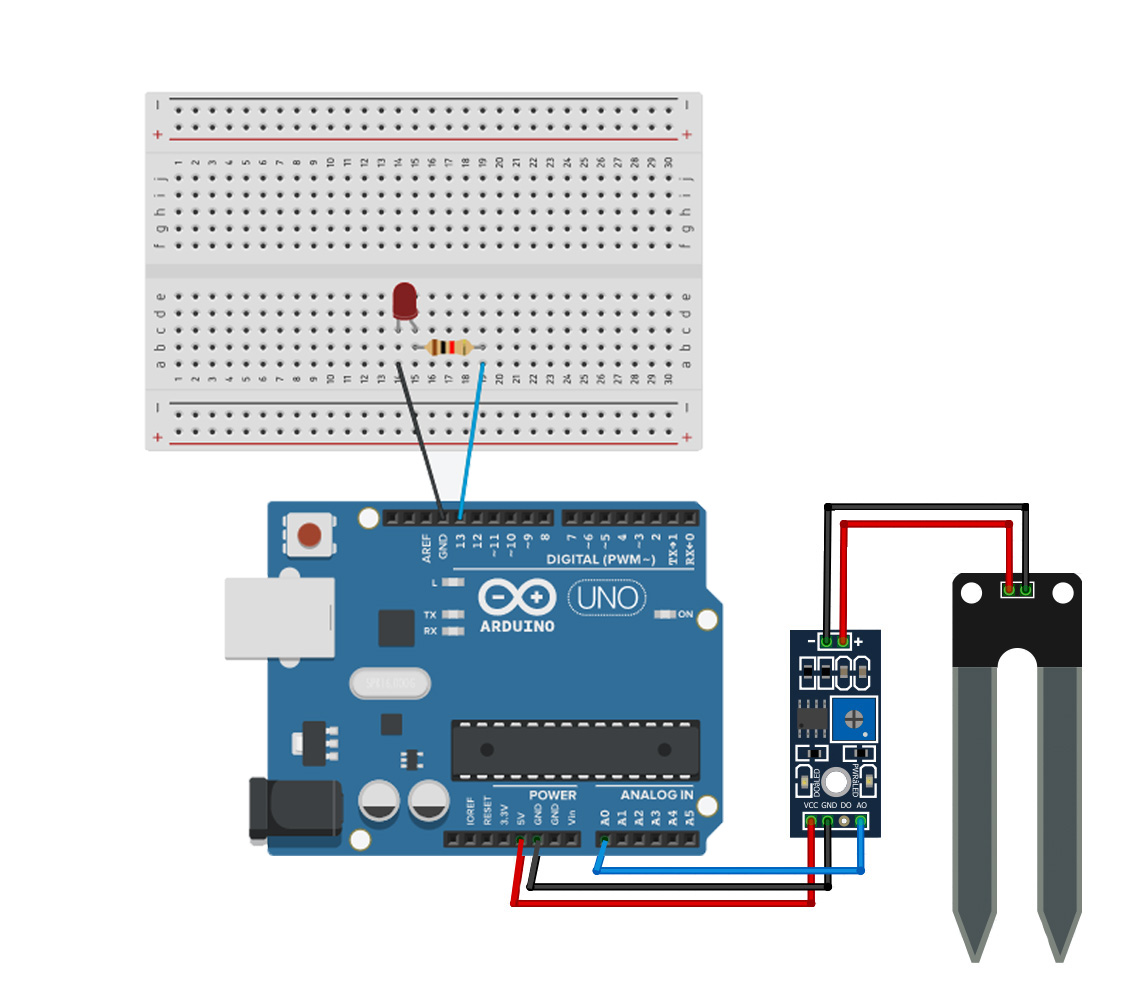 − −
+ +
1 2 3 4 5 6 7 8 9 10 11 12 13 14 15 16 17 18 19 20 21 22 23 24 25 26 27 28 29 30
j j
i i
h h
g g
f f
e e
d d
c c
b b
a a
1 2 3 4 5 6 7 8 9 10 11 12 13 14 15 16 17 18 19 20 21 22 23 24 25 26 27 28 29 30
− −
+ +
AREF GND 13 12 ~11 ~10 ~9 8 7 ~6 ~5 4 ~3 2 TX→1 RX←0
DIGITAL (PWM~)
L
TX
RX
− +
UNO
ARDUINO
ON
POWER
ANALOG IN
IOREF RESET 3.3V 5V GND GND Vin A0 A1 A2 A3 A4 A5
− +
VCC GND DO AO